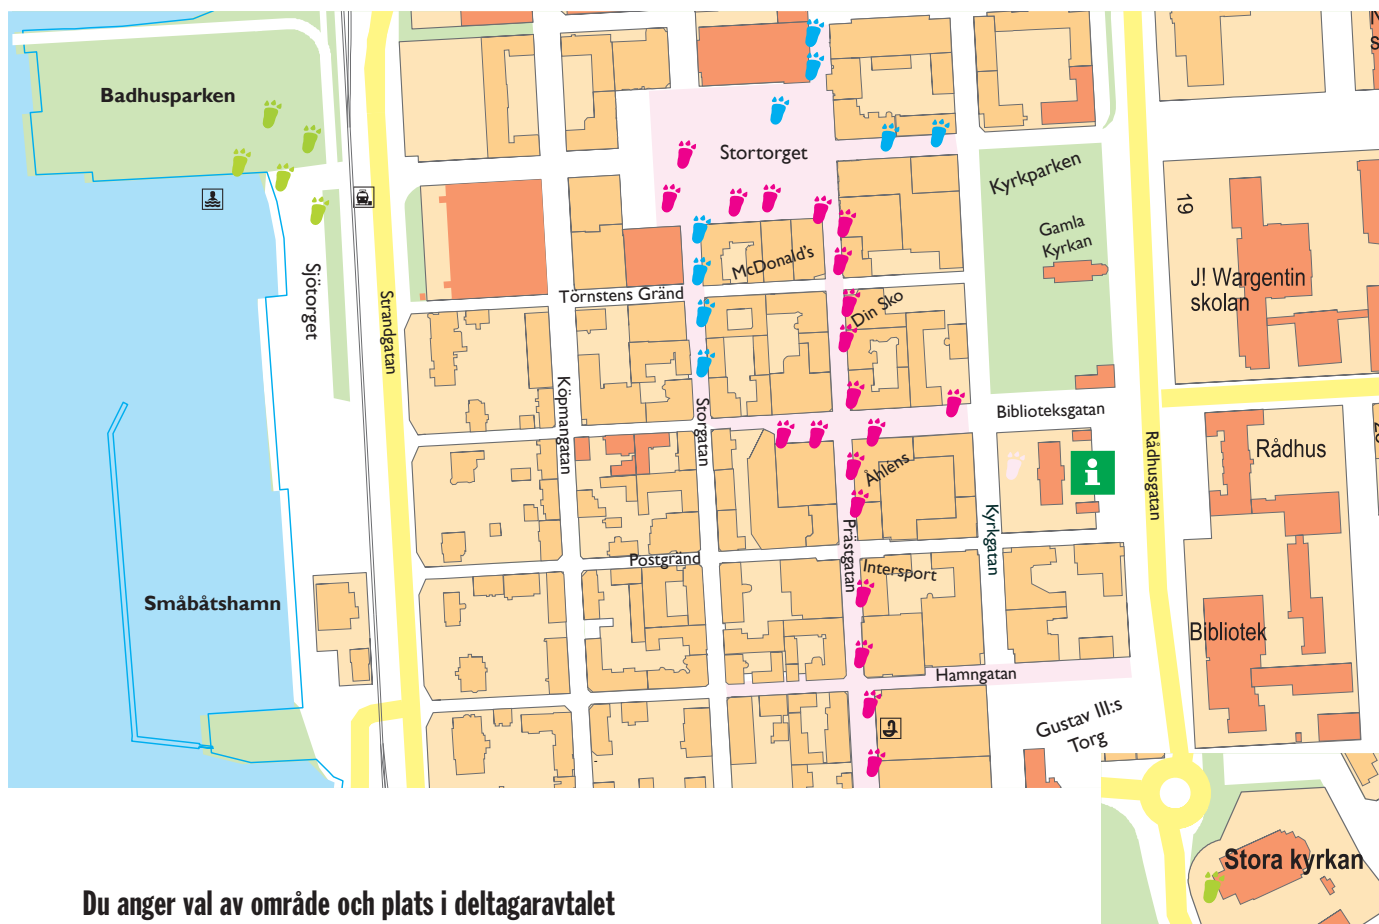 Badhusparken
Stortorget
Kyrkparken
19
Gamla
Kyrkan
McDonald's
J! Wargentin
skolan
Sjötorget
Strandgatan
Törnstens Gränd
Din Sko
Köpmangatan
Storgatan
Biblioteksgatan
Rådhusgatan
Rådhus
Åhlens
i
Prästgatan
Kyrkgatan
Postgränd
Intersport
Småbåtshamn
Bibliotek
Hamngatan
Gustav III:s
Torg
Stora kyrkan
Du anger val av område och plats i deltagaravtalet